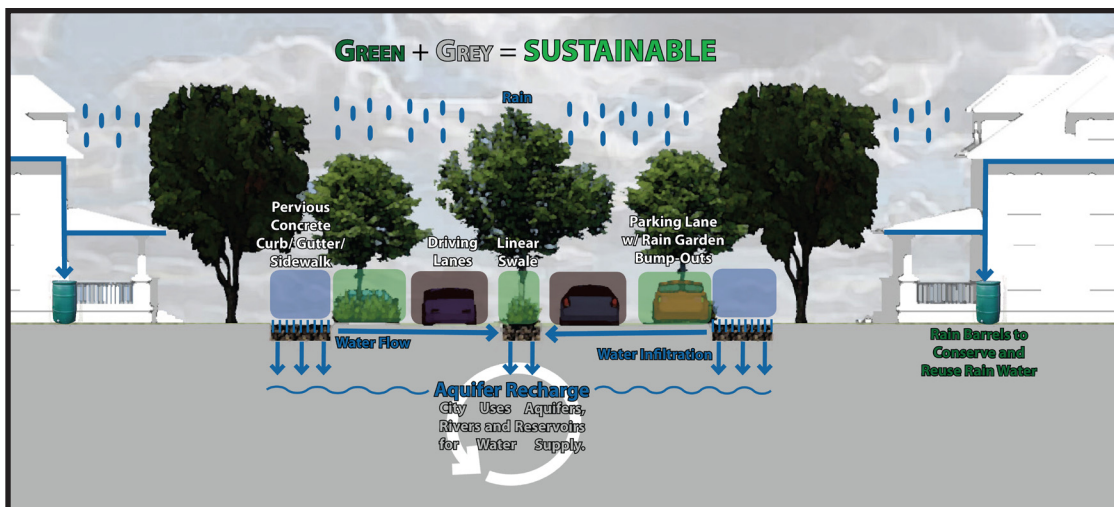 GREEN + GREY = SUSTAINABLE
Rain
Pervious
Concrete
Curb/ Gutter/
Sidewalk
Driving
Lanes
Linear
Swale
Parking Lane
w/ Rain Garden
Bump-Outs
Water Flow
Water Infiltration
Rain Barrels to
Conserve and
Reuse Rain Water
Aquifer Recharge
City Uses Aquifers,
Rivers and Reservoirs
for Water Supply.